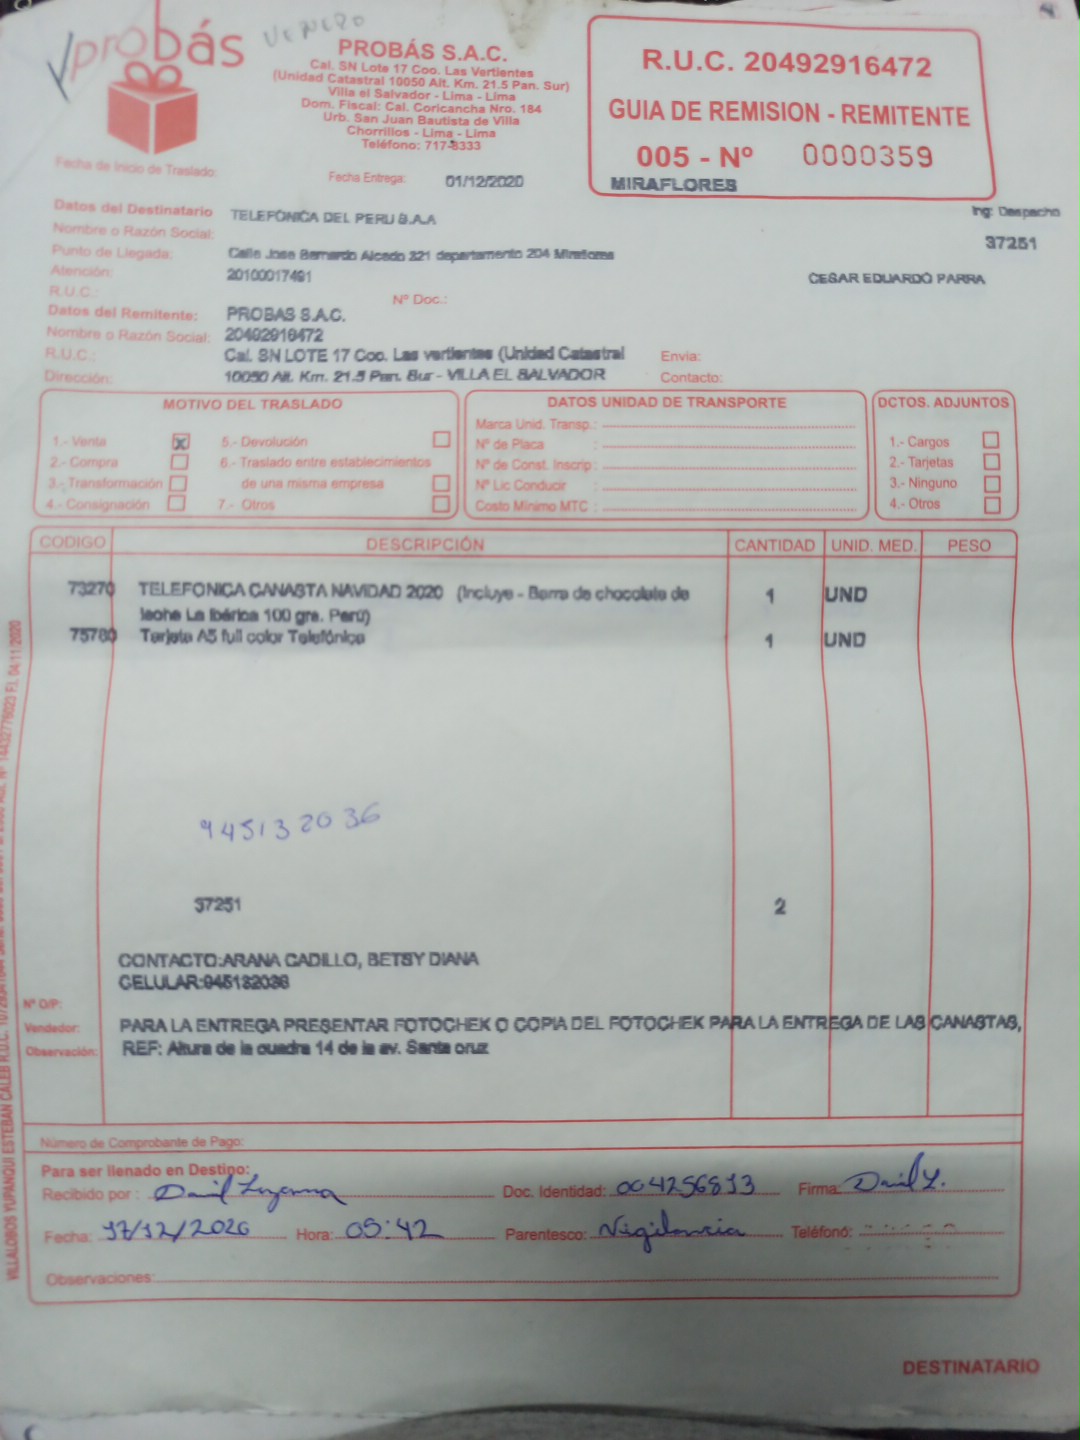 probás
PROBÁS S.A.C.
Cal. SN Lote 17 Coo. Las Vertientes
(Unidad Catastral 10050 Alt. Km. 21.5 Pan. Sur)
Villa el Salvador - Lima - Lima
Dom. Fiscal: Cal. Coricancha Nro. 184
Urb. San Juan Bautista de Villa
Chorrillos - Lima - Lima
Teléfono: 717-3333
R.U.C. 20492916472
GUIA DE REMISION - REMITENTE
005 - Nº 0000359
MIRAFLORES
Fecha de Inicio de Traslado:
Fecha Entrega: 01/12/2020
Datos del Destinatario
Nombre o Razón Social: TELEFÓNICA DEL PERU S.A.A
Ing: Despacho
37251
Punto de Llegada: Calle Jose Bernardo Alcedo 321 departamento 204 Miraflores
Atención: 20100017491
CESAR EDUARDO PARRA
R.U.C.: Nº Doc.:
Datos del Remitente: PROBAS S.A.C.
Nombre o Razón Social: 20492916472
R.U.C.: Cal. SN LOTE 17 Coo. Las vertientes (Unidad Catastral
Envia:
Dirección: 10050 Alt. Km. 21.5 Pan. Sur - VILLA EL SALVADOR
Contacto:
MOTIVO DEL TRASLADO
1.- Venta X 5.- Devolución
2.- Compra 6.- Traslado entre establecimientos
3.- Transformación de una misma empresa
4.- Consignación 7.- Otros
DATOS UNIDAD DE TRANSPORTE
Marca Unid. Transp.:
Nº de Placa :
Nº de Const. Inscrip :
Nº Lic Conducir :
Costo Mínimo MTC :
DCTOS. ADJUNTOS
1.- Cargos
2.- Tarjetas
3.- Ninguno
4.- Otros
CODIGO DESCRIPCIÓN CANTIDAD UNID. MED. PESO
73270 TELEFONICA CANASTA NAVIDAD 2020 (Incluye - Barra de chocolate de 1 UND
leche La Ibérica 100 grs. Perú)
75780 Tarjeta A5 full color Telefónica 1 UND
945132036
37251 2
CONTACTO:ARANA CADILLO, BETSY DIANA
CELULAR:945132036
Nº O/P:
Vendedor: PARA LA ENTREGA PRESENTAR FOTOCHEK O COPIA DEL FOTOCHEK PARA LA ENTREGA DE LAS CANASTAS,
Observación: REF: Altura de la cuadra 14 de la av. Santa cruz
Número de Comprobante de Pago:
Para ser llenado en Destino:
Recibido por : Doc. Identidad: 004256813 Firma:
Fecha: 17/12/2020 Hora: 05:42 Parentesco: Vigilancia Teléfono:
Observaciones:
DESTINATARIO
VILLALOBOS YUPANQUI ESTEBAN CALEB R.U.C.
F.I. 04/11/2020